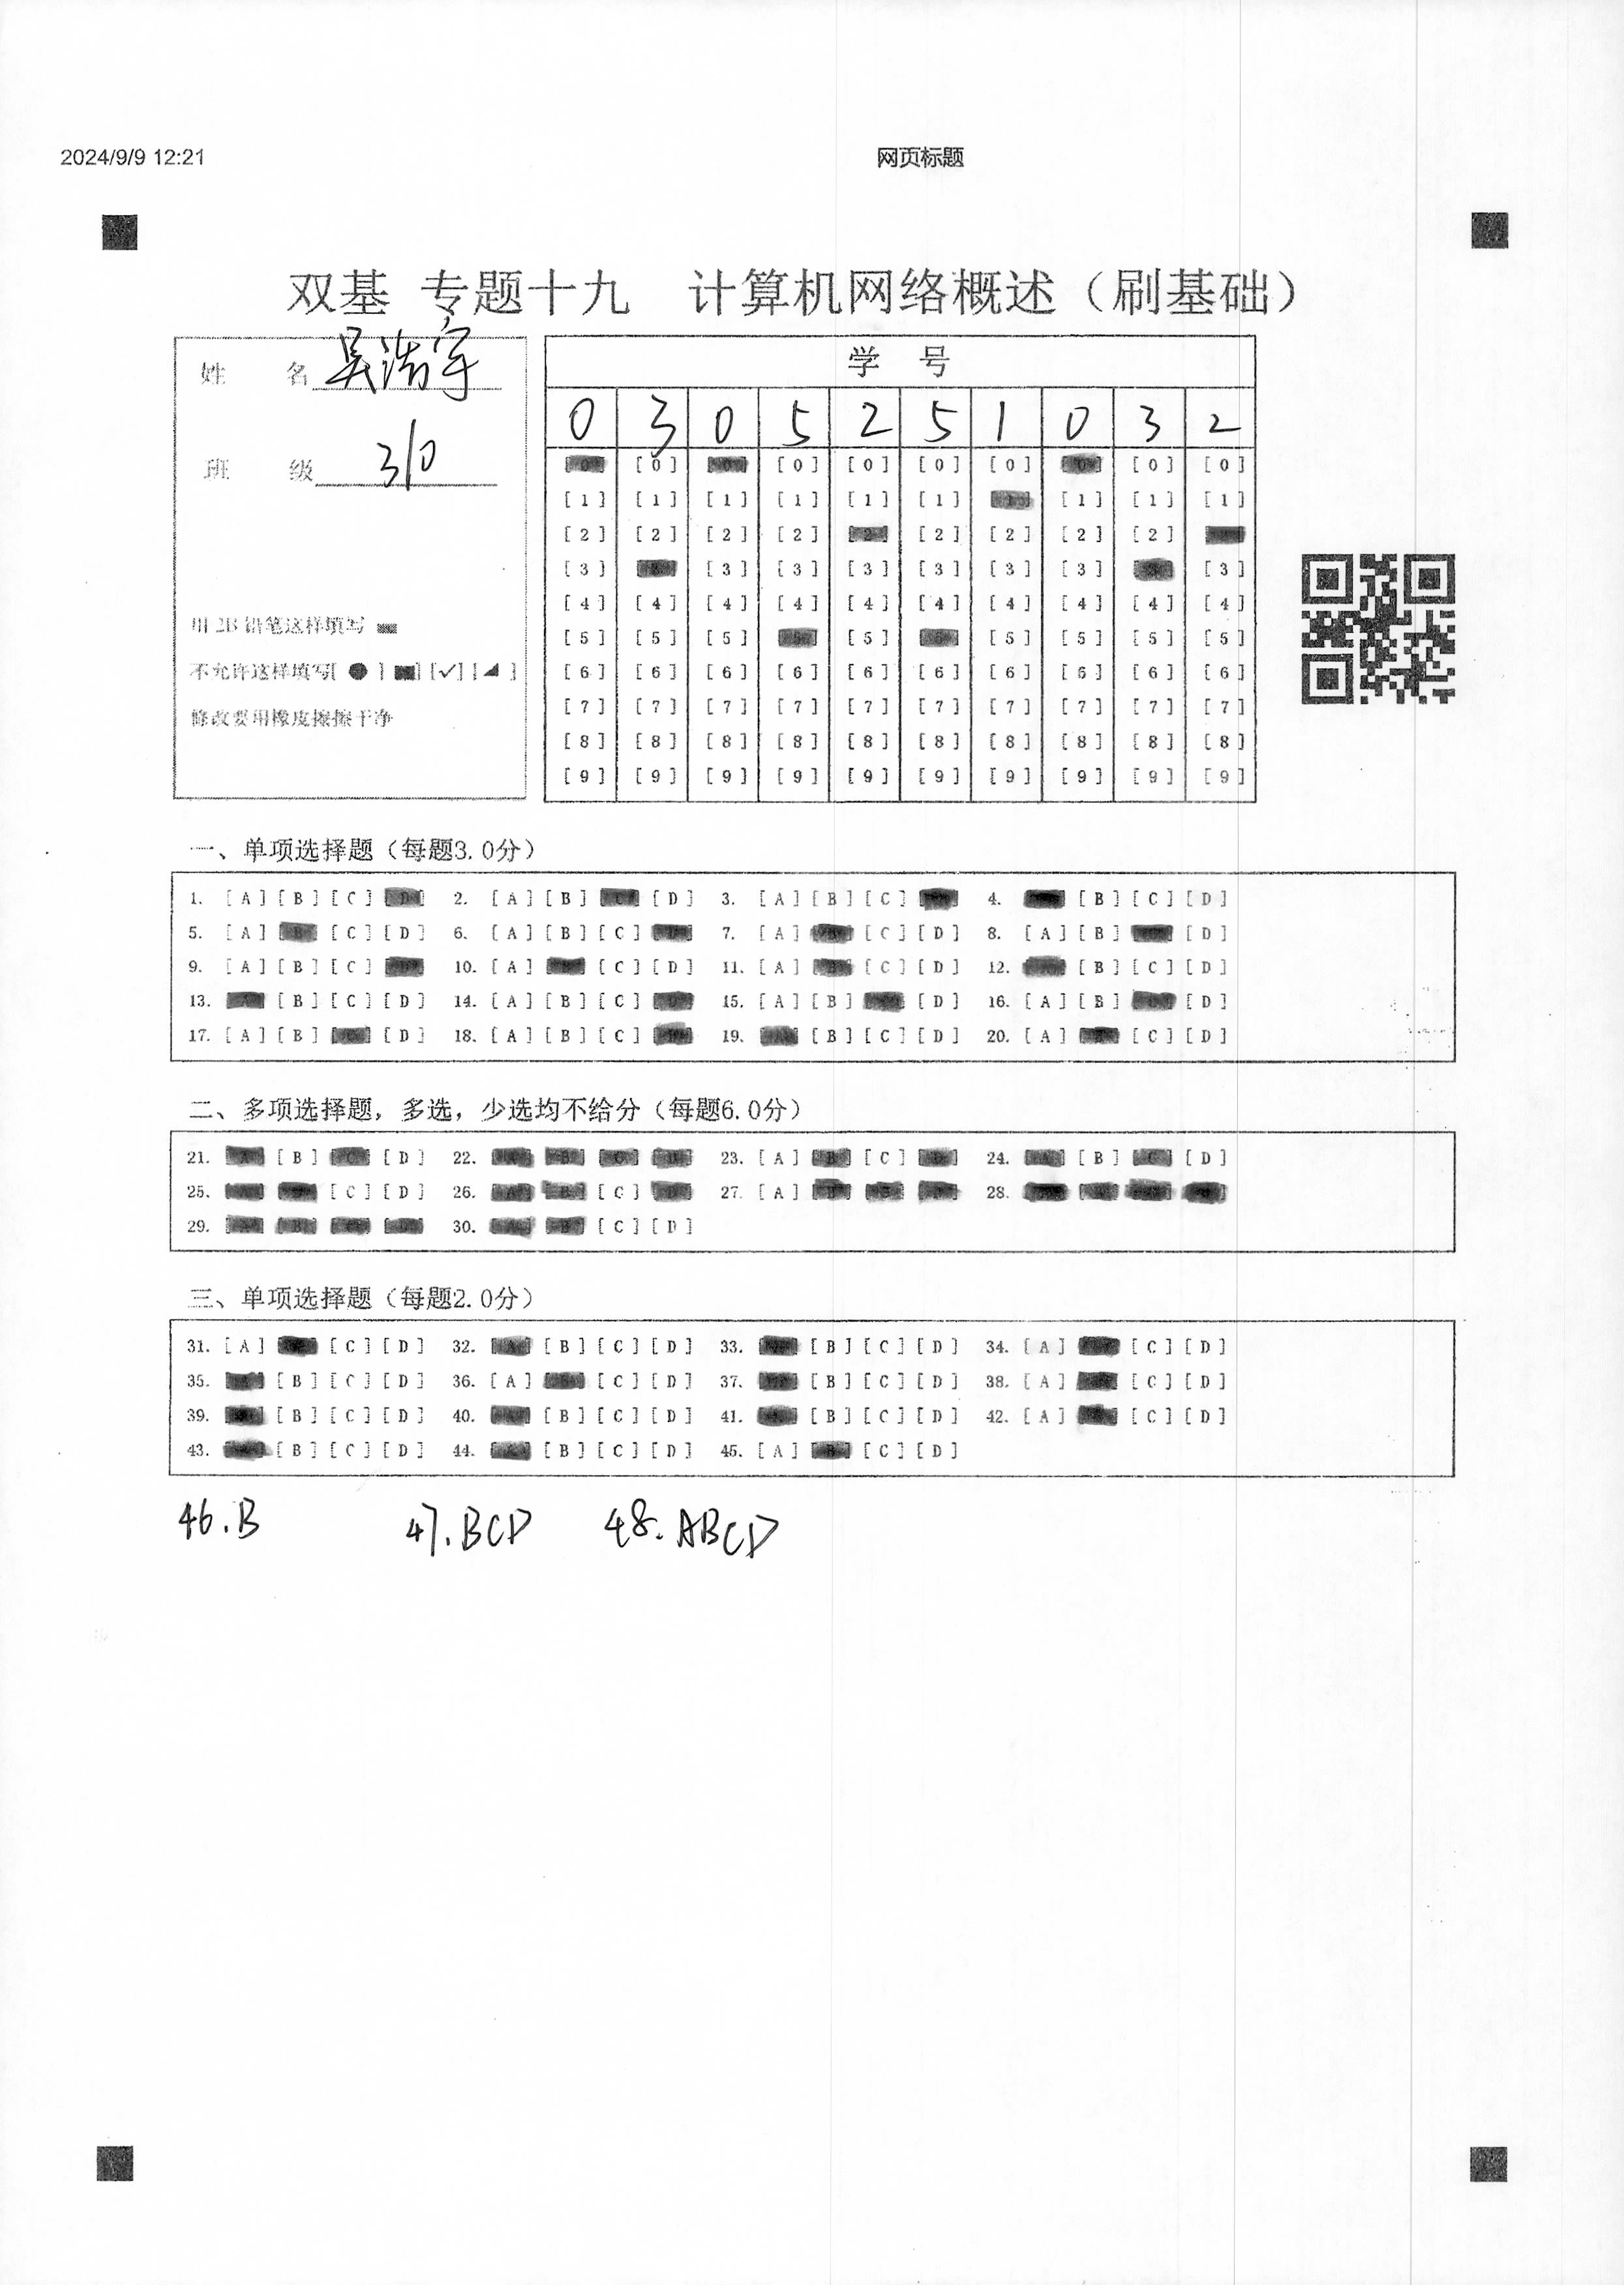 2024/9/9 12:21 网页标题
双基 专题十九 计算机网络概述（刷基础）
姓 名 吴浩宇
班 级 310
用2B铅笔这样填写
不允许这样填写[●][■][✓][◢]
修改要用橡皮擦擦干净
学 号
0 3 0 5 2 5 1 0 3 2
[0] [0] [0] [0] [0] [0] [0] [0] [0] [0]
[1] [1] [1] [1] [1] [1] [1] [1] [1] [1]
[2] [2] [2] [2] [2] [2] [2] [2] [2]
[3] [3] [3] [3] [3] [3] [3] [3] [3] [3]
[4] [4] [4] [4] [4] [4] [4] [4] [4] [4]
[5] [5] [5] [5] [5] [5] [5] [5] [5] [5]
[6] [6] [6] [6] [6] [6] [6] [6] [6] [6]
[7] [7] [7] [7] [7] [7] [7] [7] [7] [7]
[8] [8] [8] [8] [8] [8] [8] [8] [8] [8]
[9] [9] [9] [9] [9] [9] [9] [9] [9] [9]
一、单项选择题（每题3.0分）
1. [A] [B] [C] [D] 2. [A] [B] [C] [D] 3. [A] [B] [C] 4. [B] [C] [D]
5. [A] [B] [C] [D] 6. [A] [B] [C] [D] 7. [A] [B] [C] [D] 8. [A] [B] [C] [D]
9. [A] [B] [C] [D] 10. [A] [B] [C] [D] 11. [A] [B] [C] [D] 12. [A] [B] [C] [D]
13. [A] [B] [C] [D] 14. [A] [B] [C] [D] 15. [A] [B] [C] [D] 16. [A] [B] [C] [D]
17. [A] [B] [C] [D] 18. [A] [B] [C] [D] 19. [A] [B] [C] [D] 20. [A] [B] [C] [D]
二、多项选择题，多选，少选均不给分（每题6.0分）
21. [A] [B] [C] [D] 22. [A] [B] [C] [D] 23. [A] [B] [C] [D] 24. [A] [B] [C] [D]
25. [A] [B] [C] [D] 26. [A] [B] [C] [D] 27. [A] [B] [C] [D] 28. [A] [B] [C] [D]
29. [A] [B] [C] [D] 30. [A] [B] [C] [D]
三、单项选择题（每题2.0分）
31. [A] [B] [C] [D] 32. [A] [B] [C] [D] 33. [A] [B] [C] [D] 34. [A] [B] [C] [D]
35. [A] [B] [C] [D] 36. [A] [B] [C] [D] 37. [A] [B] [C] [D] 38. [A] [B] [C] [D]
39. [A] [B] [C] [D] 40. [A] [B] [C] [D] 41. [A] [B] [C] [D] 42. [A] [B] [C] [D]
43. [A] [B] [C] [D] 44. [A] [B] [C] [D] 45. [A] [B] [C] [D]
46.B 47.BCD 48.ABCD